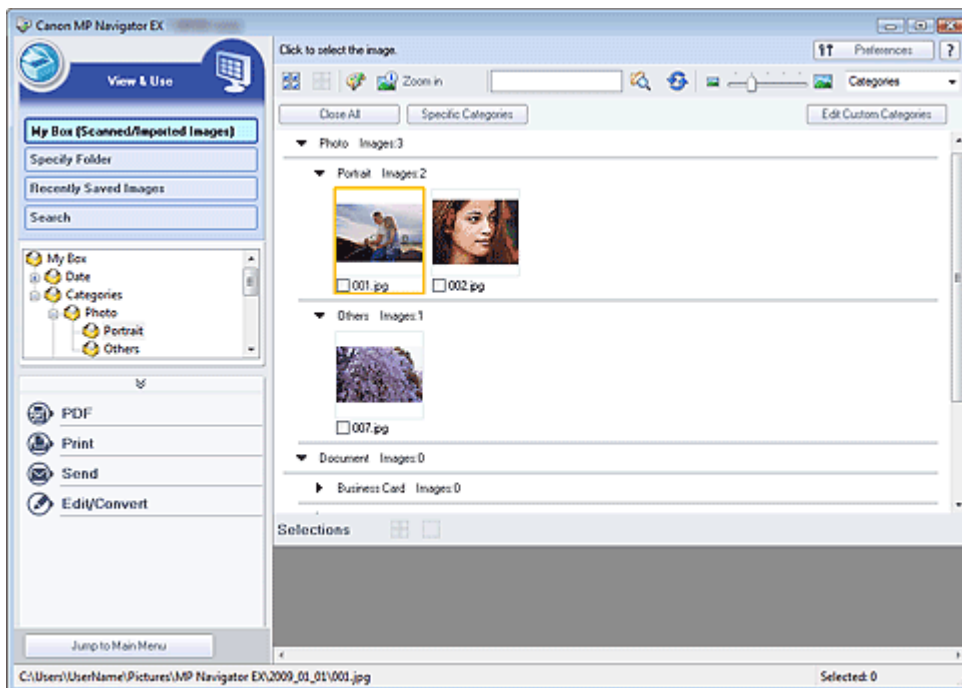 Canon MP Navigator EX
View & Use
My Box (Scanned/Imported Images)
Specify Folder
Recently Saved Images
Search
My Box
Date
Categories
Photo
Portrait
Others
PDF
Print
Send
Edit/Convert
Jump to Main Menu
Click to select the image.
Preferences
?
Zoom in
Categories
Close All
Specific Categories
Edit Custom Categories
Photo Images:3
Portrait Images:2
001.jpg
002.jpg
Others Images:1
007.jpg
Document Images:0
Business Card Images:0
Selections
C:\Users\UserName\Pictures\MP Navigator EX\2009_01_01\001.jpg
Selected: 0